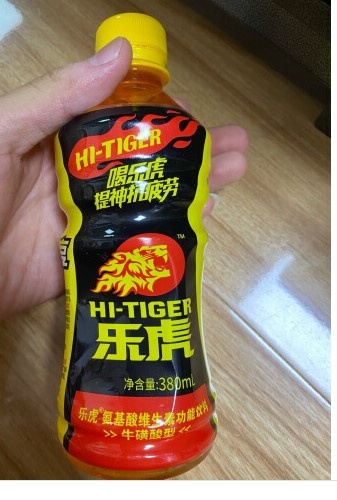 HI-TIGER
喝乐虎
提神抗疲劳
TM
HI-TIGER
乐虎
净含量:380mL
乐虎®氨基酸维生素功能饮料
>> 牛磺酸型 <<